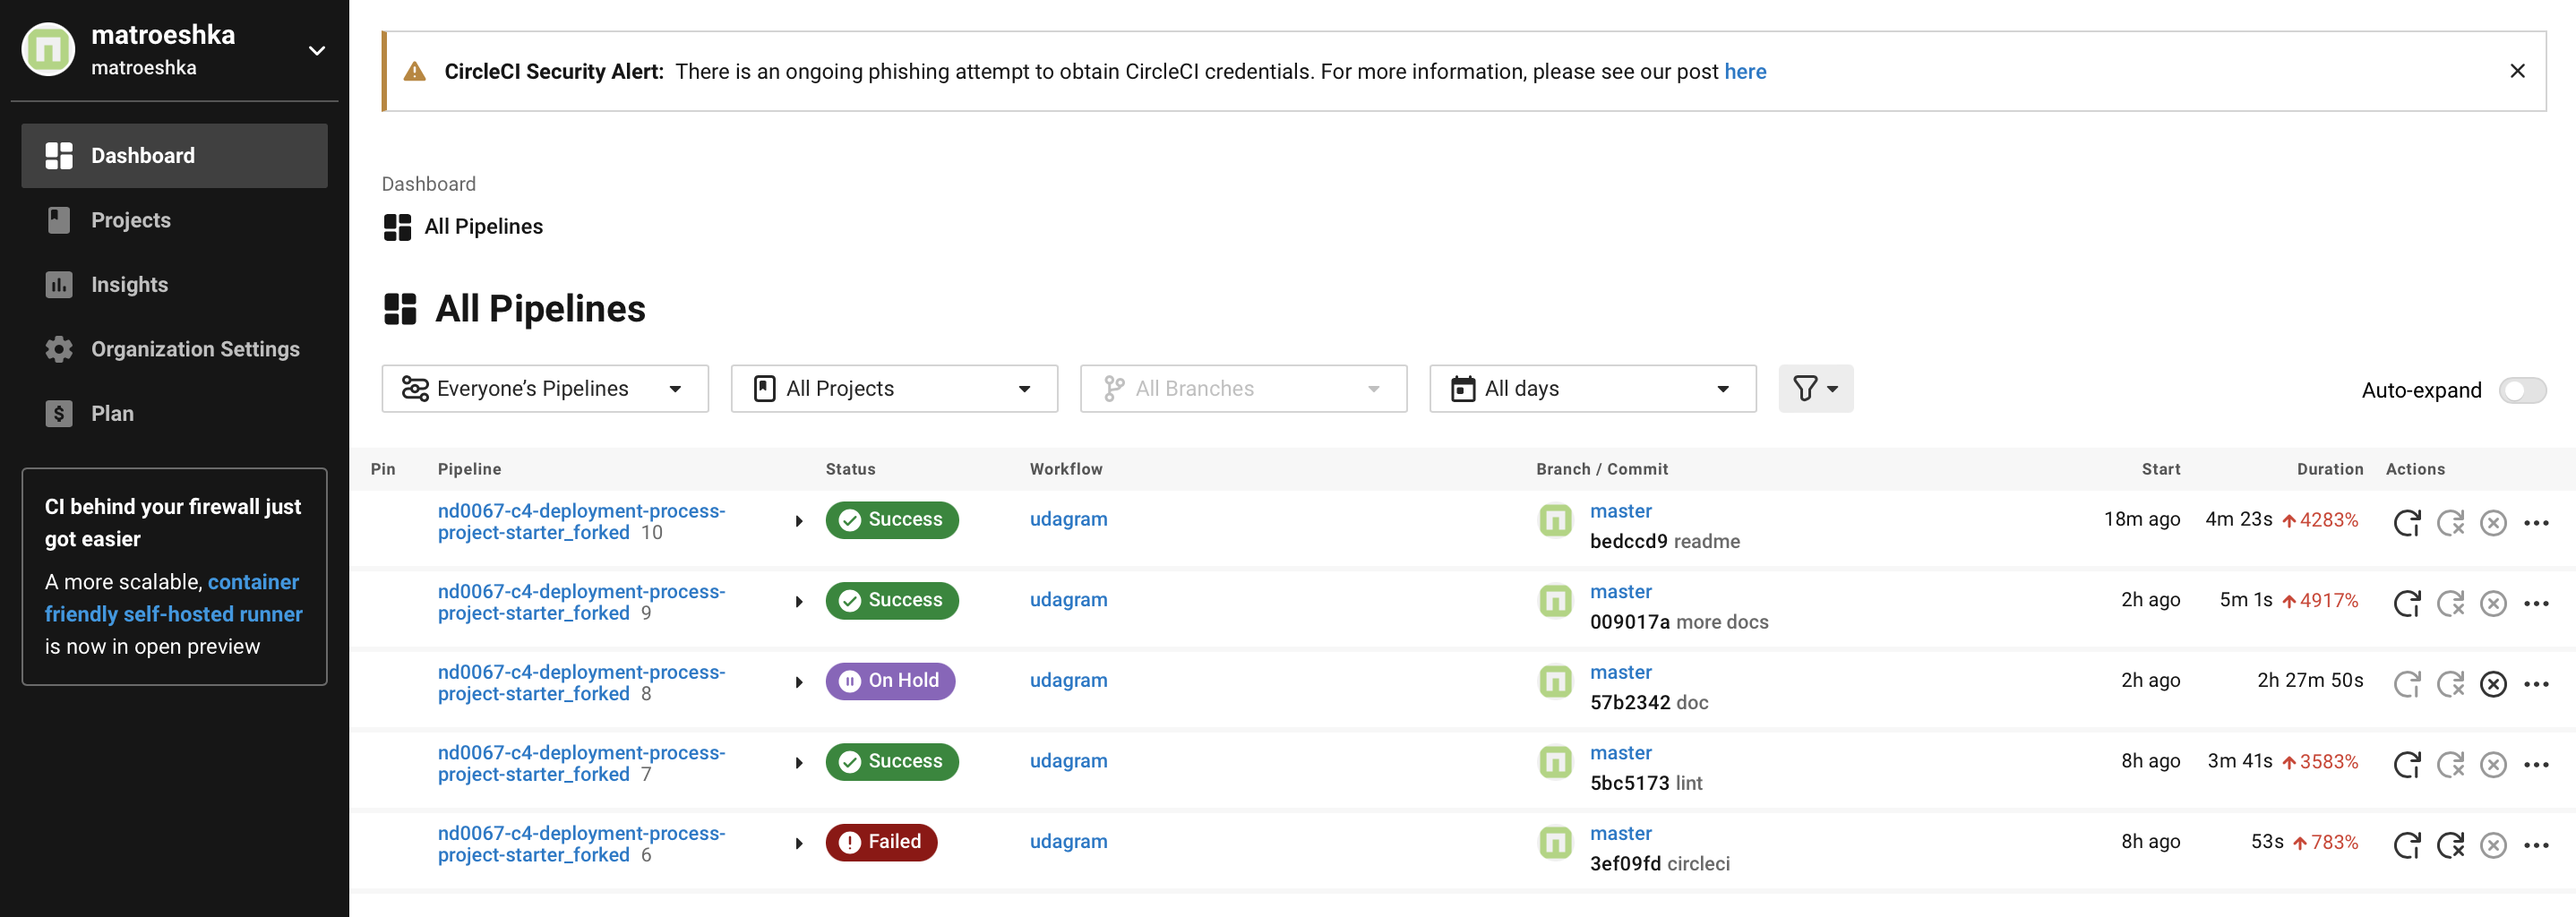 matroeshka
matroeshka
Dashboard
Projects
Insights
Organization Settings
Plan
CI behind your firewall just
got easier
A more scalable, container
friendly self-hosted runner
is now in open preview
CircleCI Security Alert: There is an ongoing phishing attempt to obtain CircleCI credentials. For more information, please see our post here
Dashboard
All Pipelines
All Pipelines
Everyone’s Pipelines
All Projects
All Branches
All days
Auto-expand
Pin Pipeline Status Workflow Branch / Commit Start Duration Actions
nd0067-c4-deployment-process-
project-starter_forked 10
Success
udagram
master
bedccd9 readme
18m ago
4m 23s 4283%
nd0067-c4-deployment-process-
project-starter_forked 9
Success
udagram
master
009017a more docs
2h ago
5m 1s 4917%
nd0067-c4-deployment-process-
project-starter_forked 8
On Hold
udagram
master
57b2342 doc
2h ago
2h 27m 50s
nd0067-c4-deployment-process-
project-starter_forked 7
Success
udagram
master
5bc5173 lint
8h ago
3m 41s 3583%
nd0067-c4-deployment-process-
project-starter_forked 6
Failed
udagram
master
3ef09fd circleci
8h ago
53s 783%